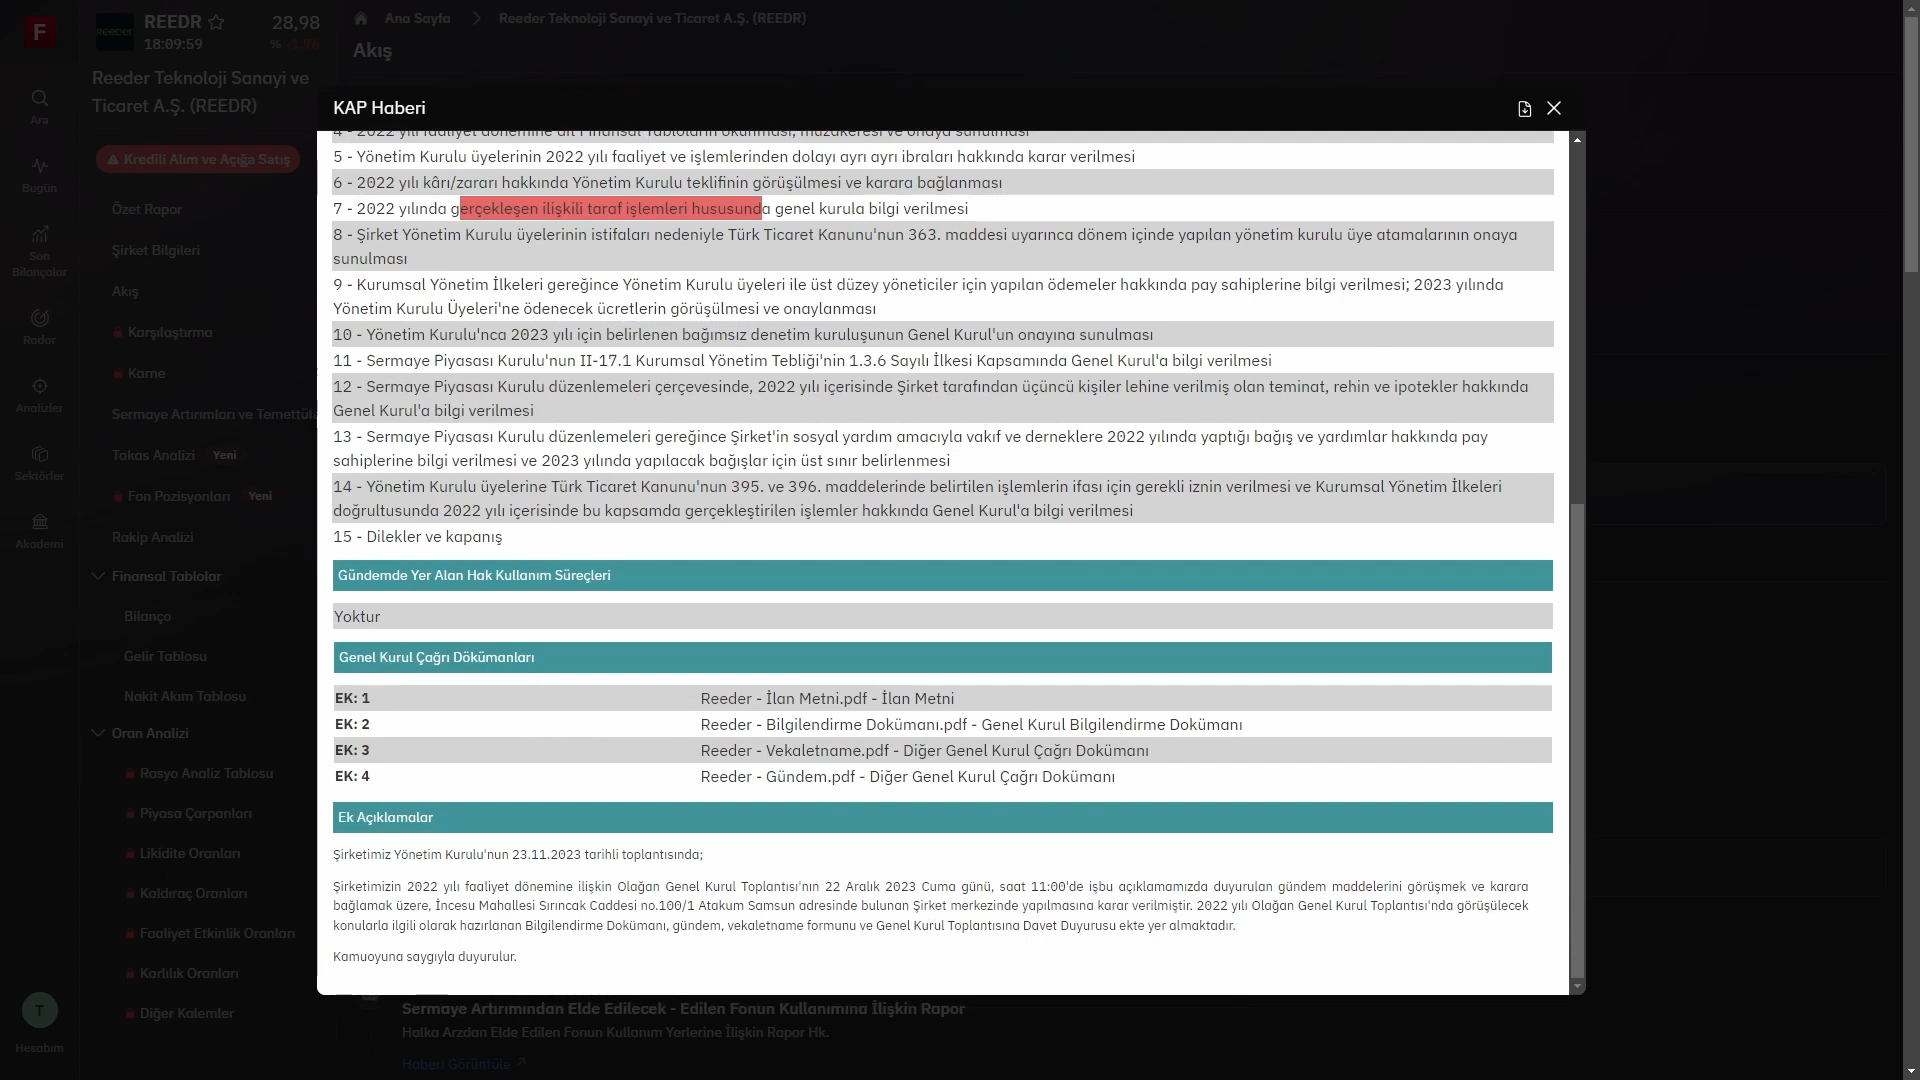 F
Ara
Bugün
Son
Bilançolar
Radar
Analizler
Sektörler
Akademi
T
Hesabım
reeder
REEDR
28,98
18:09:59
% -1,76
Reeder Teknoloji Sanayi ve
Ticaret A.Ş. (REEDR)
Kredili Alım ve Açığa Satış
Özet Rapor
Şirket Bilgileri
Akış
Karşılaştırma
Karne
Sermaye Artırımları ve Temettül
Takas Analizi Yeni
Fon Pozisyonları Yeni
Rakip Analizi
Finansal Tablolar
Bilanço
Gelir Tablosu
Nakit Akım Tablosu
Oran Analizi
Rasyo Analiz Tablosu
Piyasa Çarpanları
Likidite Oranları
Kaldıraç Oranları
Faaliyet Etkinlik Oranları
Karlılık Oranları
Diğer Kalemler
Ana Sayfa Reeder Teknoloji Sanayi ve Ticaret A.Ş. (REEDR)
Akış
KAP Haberi
4 - 2022 yılı faaliyet dönemine ait Finansal Tabloların okunması, müzakeresi ve onaya sunulması
5 - Yönetim Kurulu üyelerinin 2022 yılı faaliyet ve işlemlerinden dolayı ayrı ayrı ibraları hakkında karar verilmesi
6 - 2022 yılı kârı/zararı hakkında Yönetim Kurulu teklifinin görüşülmesi ve karara bağlanması
7 - 2022 yılında gerçekleşen ilişkili taraf işlemleri hususunda genel kurula bilgi verilmesi
8 - Şirket Yönetim Kurulu üyelerinin istifaları nedeniyle Türk Ticaret Kanunu'nun 363. maddesi uyarınca dönem içinde yapılan yönetim kurulu üye atamalarının onaya
sunulması
9 - Kurumsal Yönetim İlkeleri gereğince Yönetim Kurulu üyeleri ile üst düzey yöneticiler için yapılan ödemeler hakkında pay sahiplerine bilgi verilmesi; 2023 yılında
Yönetim Kurulu Üyeleri'ne ödenecek ücretlerin görüşülmesi ve onaylanması
10 - Yönetim Kurulu'nca 2023 yılı için belirlenen bağımsız denetim kuruluşunun Genel Kurul'un onayına sunulması
11 - Sermaye Piyasası Kurulu'nun II-17.1 Kurumsal Yönetim Tebliği'nin 1.3.6 Sayılı İlkesi Kapsamında Genel Kurul'a bilgi verilmesi
12 - Sermaye Piyasası Kurulu düzenlemeleri çerçevesinde, 2022 yılı içerisinde Şirket tarafından üçüncü kişiler lehine verilmiş olan teminat, rehin ve ipotekler hakkında
Genel Kurul'a bilgi verilmesi
13 - Sermaye Piyasası Kurulu düzenlemeleri gereğince Şirket'in sosyal yardım amacıyla vakıf ve derneklere 2022 yılında yaptığı bağış ve yardımlar hakkında pay
sahiplerine bilgi verilmesi ve 2023 yılında yapılacak bağışlar için üst sınır belirlenmesi
14 - Yönetim Kurulu üyelerine Türk Ticaret Kanunu'nun 395. ve 396. maddelerinde belirtilen işlemlerin ifası için gerekli iznin verilmesi ve Kurumsal Yönetim İlkeleri
doğrultusunda 2022 yılı içerisinde bu kapsamda gerçekleştirilen işlemler hakkında Genel Kurul'a bilgi verilmesi
15 - Dilekler ve kapanış
Gündemde Yer Alan Hak Kullanım Süreçleri
Yoktur
Genel Kurul Çağrı Dökümanları
EK: 1 Reeder - İlan Metni.pdf - İlan Metni
EK: 2 Reeder - Bilgilendirme Dokümanı.pdf - Genel Kurul Bilgilendirme Dokümanı
EK: 3 Reeder - Vekaletname.pdf - Diğer Genel Kurul Çağrı Dokümanı
EK: 4 Reeder - Gündem.pdf - Diğer Genel Kurul Çağrı Dokümanı
Ek Açıklamalar
Şirketimiz Yönetim Kurulu'nun 23.11.2023 tarihli toplantısında;
Şirketimizin 2022 yılı faaliyet dönemine ilişkin Olağan Genel Kurul Toplantısı'nın 22 Aralık 2023 Cuma günü, saat 11:00'de işbu açıklamamızda duyurulan gündem maddelerini görüşmek ve karara
bağlamak üzere, İncesu Mahallesi Sırıncak Caddesi no.100/1 Atakum Samsun adresinde bulunan Şirket merkezinde yapılmasına karar verilmiştir. 2022 yılı Olağan Genel Kurul Toplantısı'nda görüşülecek
konularla ilgili olarak hazırlanan Bilgilendirme Dokümanı, gündem, vekaletname formunu ve Genel Kurul Toplantısına Davet Duyurusu ekte yer almaktadır.
Kamuoyuna saygıyla duyurulur.
Sermaye Artırımından Elde Edilecek - Edilen Fonun Kullanımına İlişkin Rapor
Halka Arzdan Elde Edilen Fonun Kullanım Yerlerine İlişkin Rapor Hk.
Haberi Görüntüle